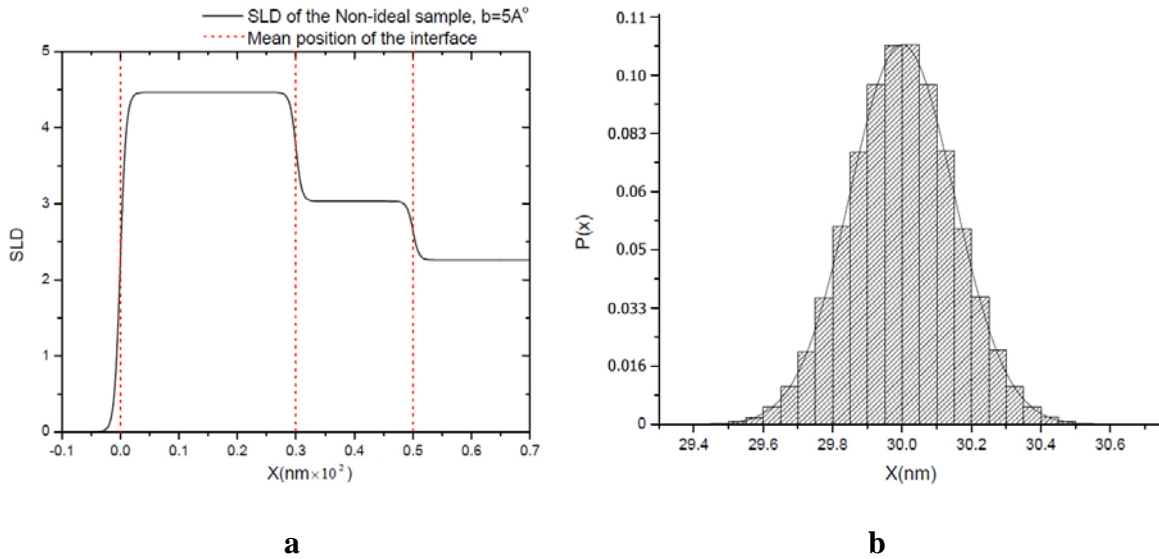 SLD of the Non-ideal sample, b=5A°
Mean position of the interface
5
4
3
2
1
0
SLD
-0.1 0.0 0.1 0.2 0.3 0.4 0.5 0.6 0.7
X(nm×10²)
a
0.11
0.10
0.083
0.06
0.05
0.033
0.016
0
P(x)
29.4 29.6 29.8 30.0 30.2 30.4 30.6
X(nm)
b